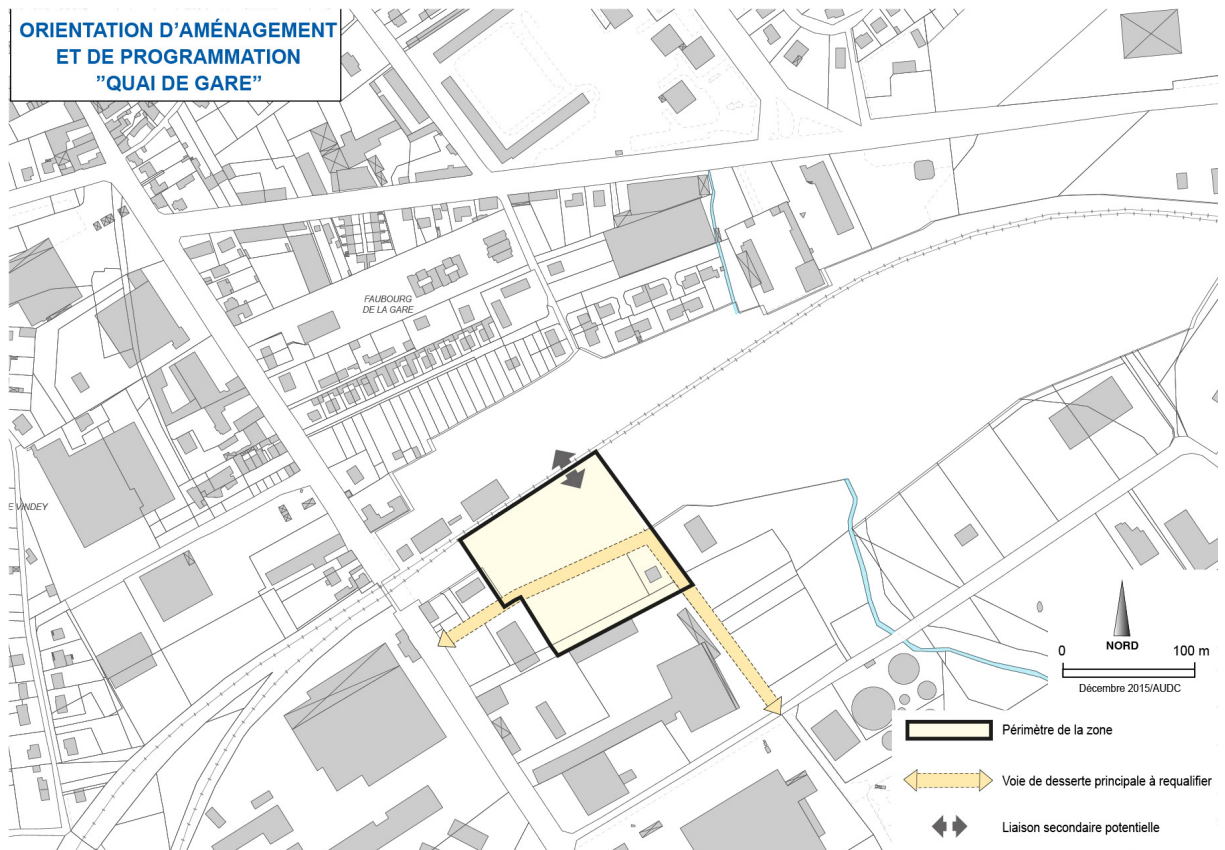 ORIENTATION D'AMÉNAGEMENT
ET DE PROGRAMMATION
”QUAI DE GARE”
FAUBOURG
DE LA GARE
E VINDEY
NORD
0 100 m
Décembre 2015/AUDC
Périmètre de la zone
Voie de desserte principale à requalifier
Liaison secondaire potentielle